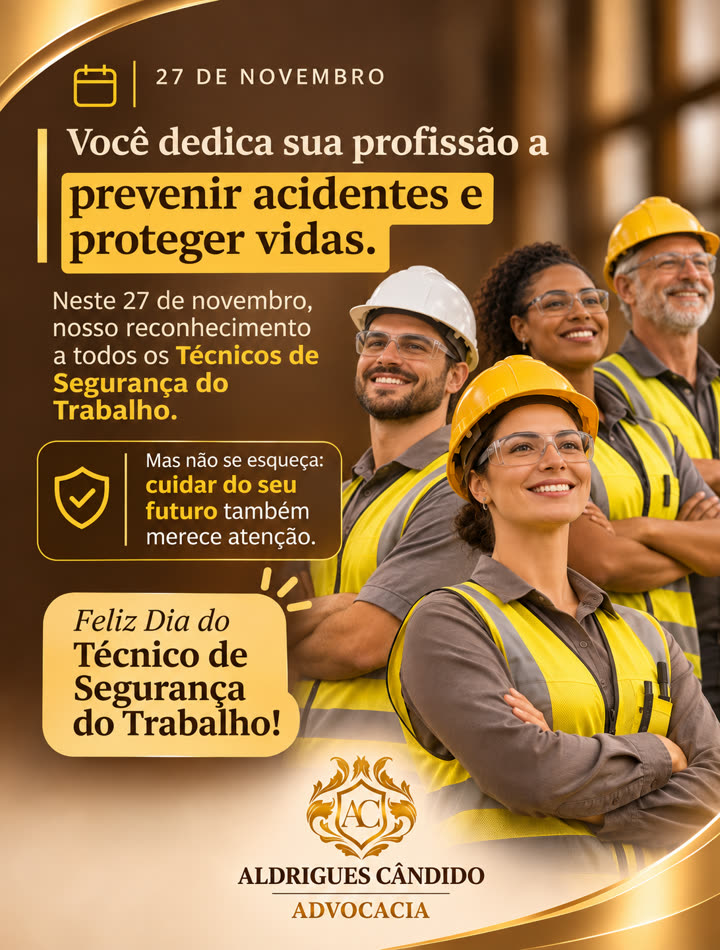 27 DE NOVEMBRO
Você dedica sua profissão a
prevenir acidentes e
proteger vidas.
Neste 27 de novembro,
nosso reconhecimento
a todos os Técnicos de
Segurança do
Trabalho.
Mas não se esqueça:
cuidar do seu
futuro também
merece atenção.
Feliz Dia do
Técnico de
Segurança
do Trabalho!
AC
ALDRIGUES CÂNDIDO
ADVOCACIA